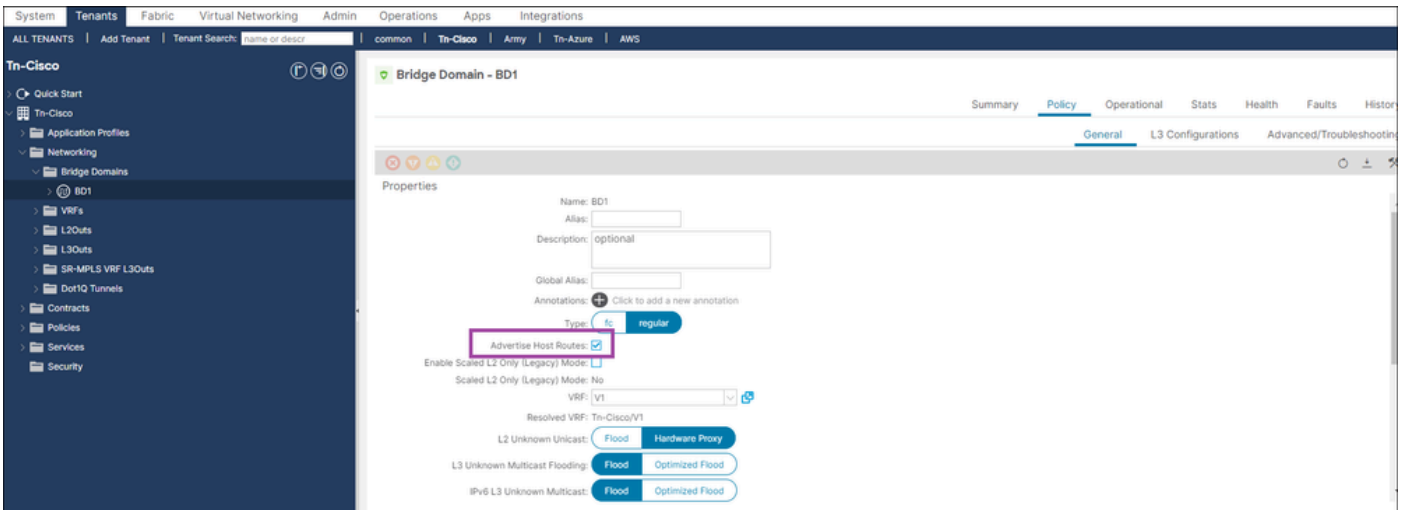 System Tenants Fabric Virtual Networking Admin Operations Apps Integrations
ALL TENANTS | Add Tenant | Tenant Search: name or descr | common | Tn-Cisco | Army | Tn-Azure | AWS
Tn-Cisco
Quick Start
Tn-Cisco
Application Profiles
Networking
Bridge Domains
BD1
VRFs
L2Outs
L3Outs
SR-MPLS VRF L3Outs
Dot1Q Tunnels
Contracts
Policies
Services
Security
Bridge Domain - BD1
Summary Policy Operational Stats Health Faults History
General L3 Configurations Advanced/Troubleshooting
Properties
Name: BD1
Alias:
Description: optional
Global Alias:
Annotations: Click to add a new annotation
Type: fc regular
Advertise Host Routes:
Enable Scaled L2 Only (Legacy) Mode:
Scaled L2 Only (Legacy) Mode: No
VRF: V1
Resolved VRF: Tn-Cisco/V1
L2 Unknown Unicast: Flood Hardware Proxy
L3 Unknown Multicast Flooding: Flood Optimized Flood
IPv6 L3 Unknown Multicast: Flood Optimized Flood